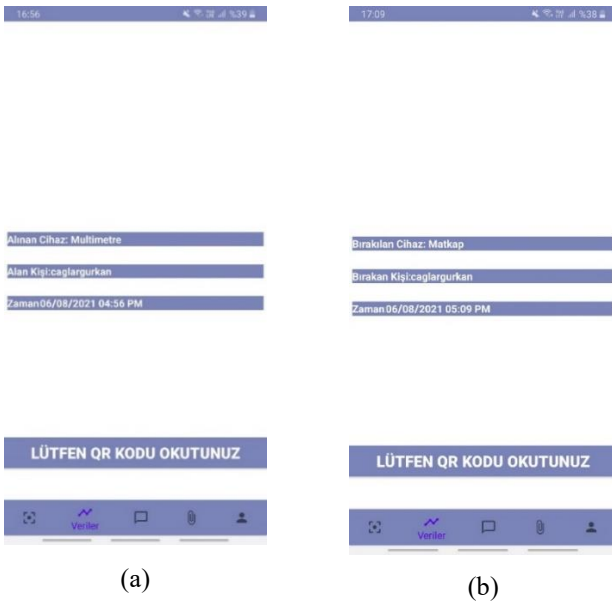 16:56
%39
Alınan Cihaz: Multimetre
Alan Kişi:caglargurkan
Zaman06/08/2021 04:56 PM
LÜTFEN QR KODU OKUTUNUZ
Veriler
(a)
17:09
%38
Bırakılan Cihaz: Matkap
Bırakan Kişi:caglargurkan
Zaman06/08/2021 05:09 PM
LÜTFEN QR KODU OKUTUNUZ
Veriler
(b)